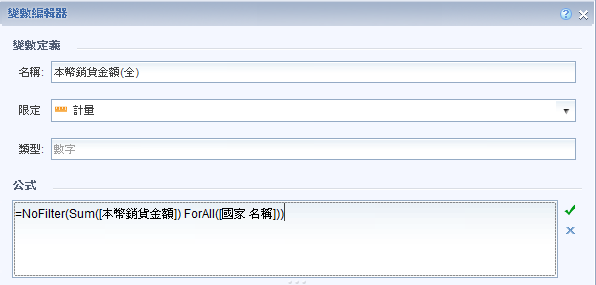 變數編輯器
變數定義
名稱: 本幣銷貨金額(全)
限定 計量
類型: 數字
公式
=NoFilter(Sum([本幣銷貨金額]) ForAll([國家 名稱]))